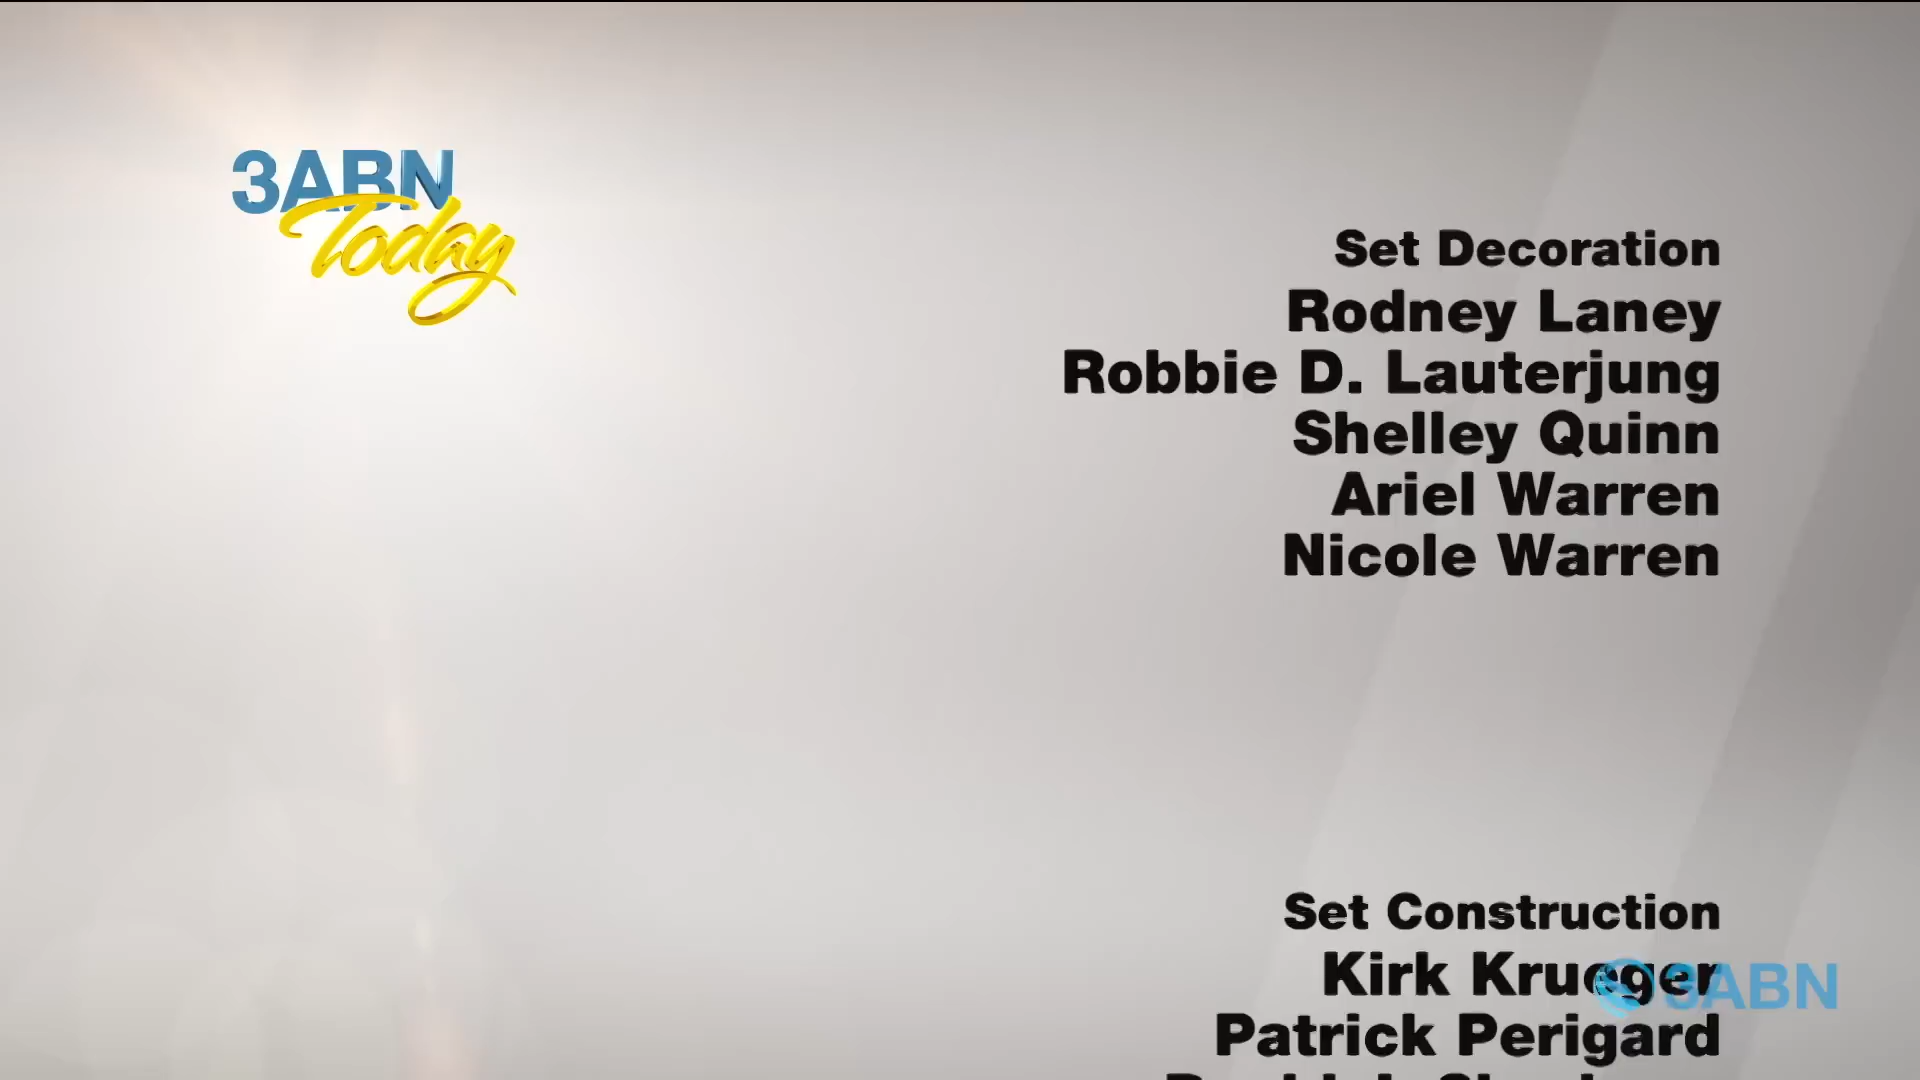 3ABN
Today
Set Decoration
Rodney Laney
Robbie D. Lauterjung
Shelley Quinn
Ariel Warren
Nicole Warren
Set Construction
Kirk Krueger
3ABN
Patrick Perigard